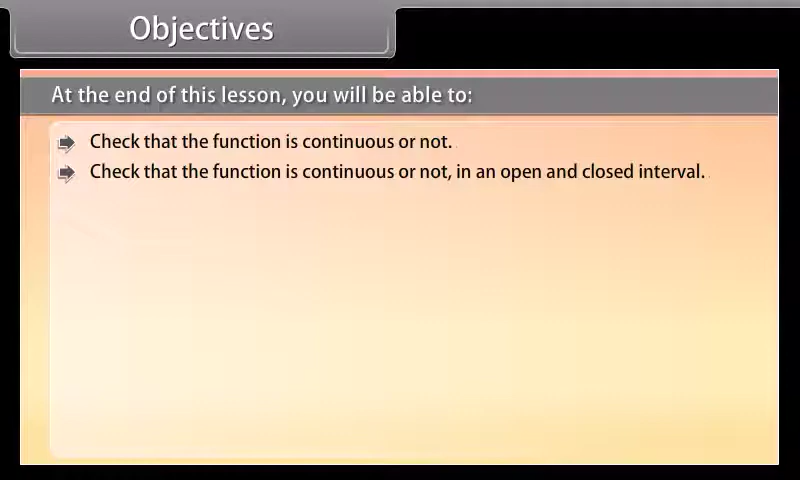 Objectives
At the end of this lesson, you will be able to:
Check that the function is continuous or not.
Check that the function is continuous or not, in an open and closed interval.